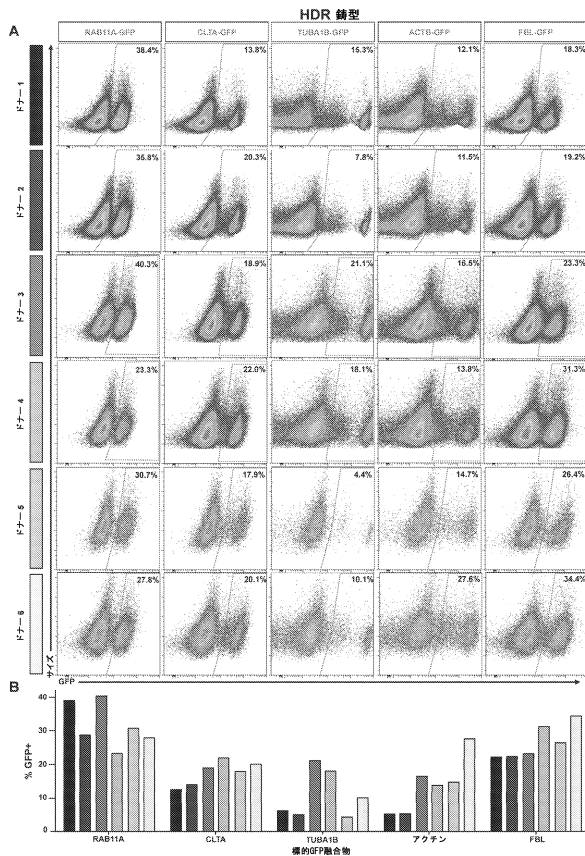 HDR 鋳型
A
RAB11A-GFP CLTA-GFP TUBA1B-GFP ACTB-GFP FBL-GFP
ドナー 1
38.4% 13.8% 15.3% 12.1% 18.3%
ドナー 2
35.8% 20.3% 7.8% 11.5% 19.2%
ドナー 3
40.3% 18.9% 21.1% 16.5% 23.3%
ドナー 4
23.3% 22.0% 18.1% 13.8% 31.3%
ドナー 5
30.7% 17.9% 4.4% 14.7% 26.4%
ドナー 6
27.8% 20.1% 10.1% 27.6% 34.4%
サイズ
GFP
B
% GFP+
40
30
20
10
0
RAB11A CLTA TUBA1B アクチン FBL
標的GFP融合物